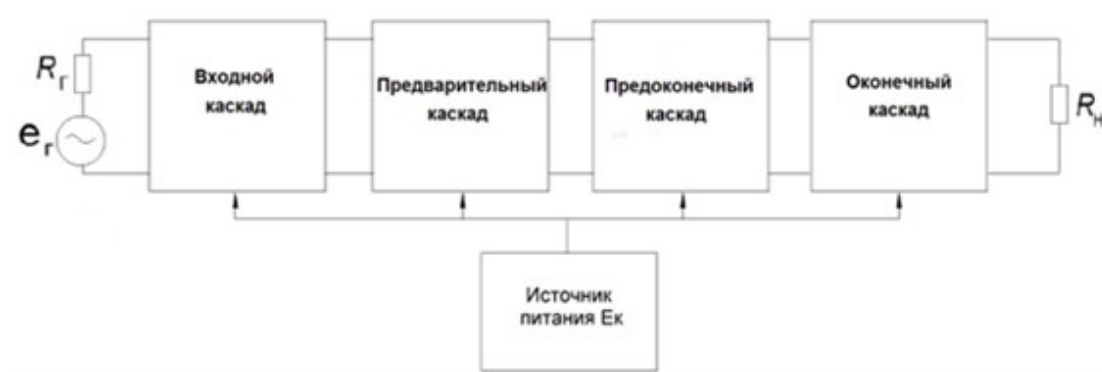 Rг
eг
Входной
каскад
Предварительный
каскад
Предоконечный
каскад
Оконечный
каскад
Rн
Источник
питания Ек